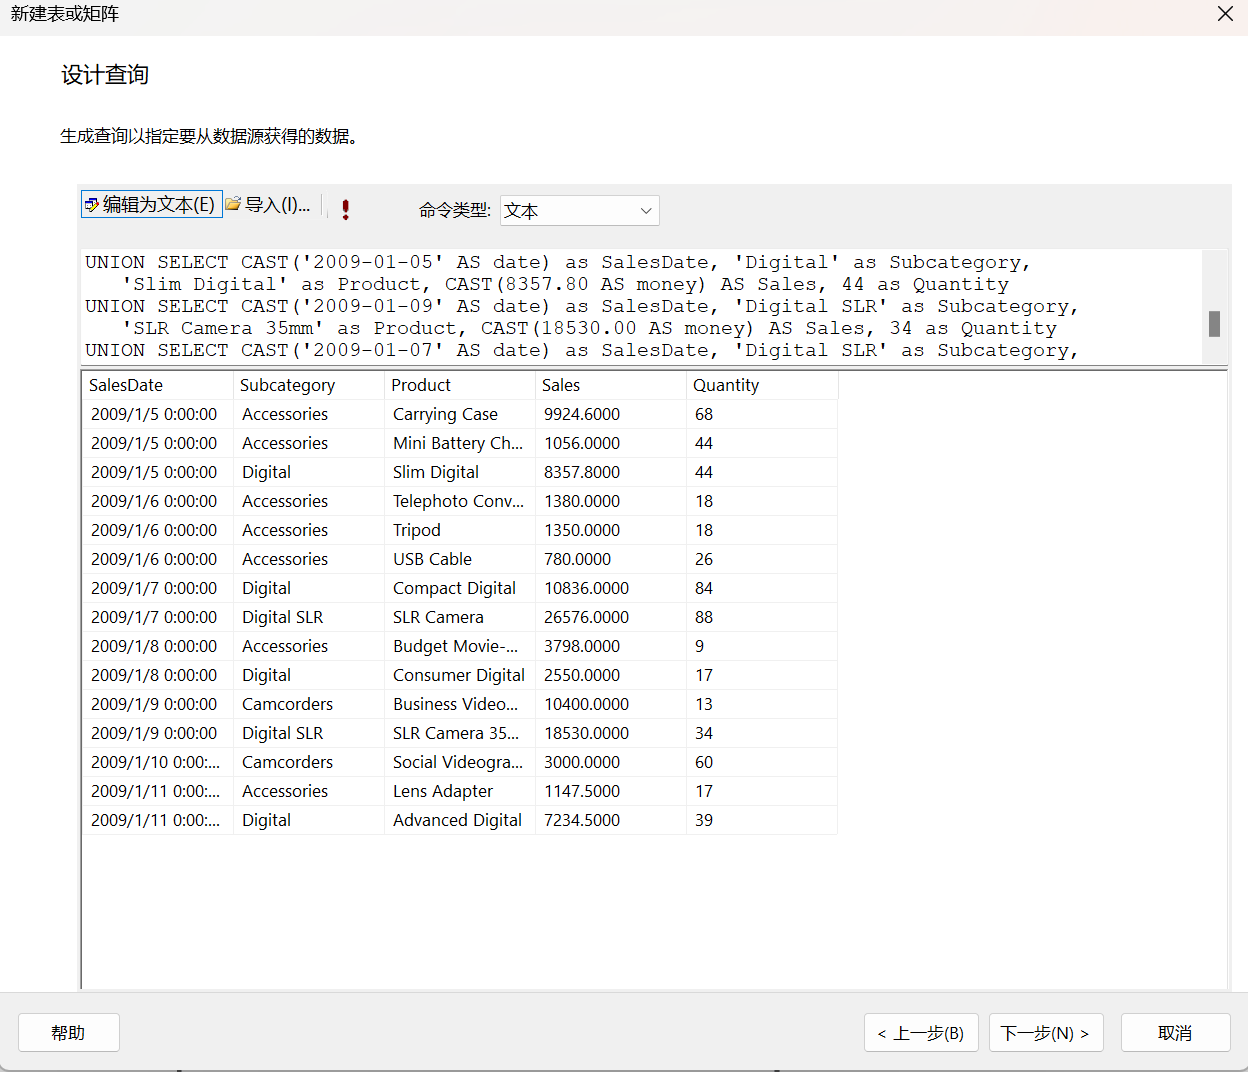 新建表或矩阵
设计查询
生成查询以指定要从数据源获得的数据。
编辑为文本(E) 导入(I)... 命令类型: 文本
UNION SELECT CAST('2009-01-05' AS date) as SalesDate, 'Digital' as Subcategory,
'Slim Digital' as Product, CAST(8357.80 AS money) AS Sales, 44 as Quantity
UNION SELECT CAST('2009-01-09' AS date) as SalesDate, 'Digital SLR' as Subcategory,
'SLR Camera 35mm' as Product, CAST(18530.00 AS money) AS Sales, 34 as Quantity
UNION SELECT CAST('2009-01-07' AS date) as SalesDate, 'Digital SLR' as Subcategory,
SalesDate Subcategory Product Sales Quantity
2009/1/5 0:00:00 Accessories Carrying Case 9924.6000 68
2009/1/5 0:00:00 Accessories Mini Battery Ch... 1056.0000 44
2009/1/5 0:00:00 Digital Slim Digital 8357.8000 44
2009/1/6 0:00:00 Accessories Telephoto Conv... 1380.0000 18
2009/1/6 0:00:00 Accessories Tripod 1350.0000 18
2009/1/6 0:00:00 Accessories USB Cable 780.0000 26
2009/1/7 0:00:00 Digital Compact Digital 10836.0000 84
2009/1/7 0:00:00 Digital SLR SLR Camera 26576.0000 88
2009/1/8 0:00:00 Accessories Budget Movie-... 3798.0000 9
2009/1/8 0:00:00 Digital Consumer Digital 2550.0000 17
2009/1/9 0:00:00 Camcorders Business Video... 10400.0000 13
2009/1/9 0:00:00 Digital SLR SLR Camera 35... 18530.0000 34
2009/1/10 0:00:... Camcorders Social Videogra... 3000.0000 60
2009/1/11 0:00:... Accessories Lens Adapter 1147.5000 17
2009/1/11 0:00:... Digital Advanced Digital 7234.5000 39
帮助 < 上一步(B) 下一步(N) > 取消